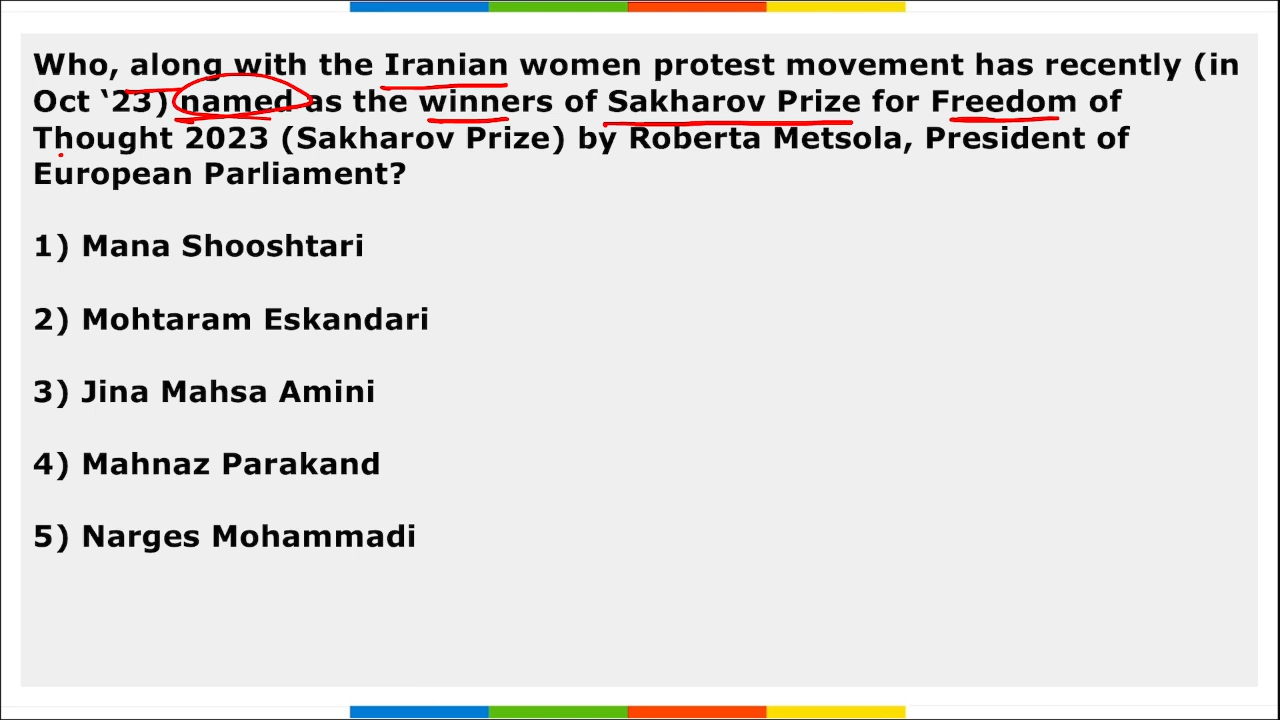 Who, along with the Iranian women protest movement has recently (in
Oct ‘23) named as the winners of Sakharov Prize for Freedom of
Thought 2023 (Sakharov Prize) by Roberta Metsola, President of
European Parliament?
1) Mana Shooshtari
2) Mohtaram Eskandari
3) Jina Mahsa Amini
4) Mahnaz Parakand
5) Narges Mohammadi